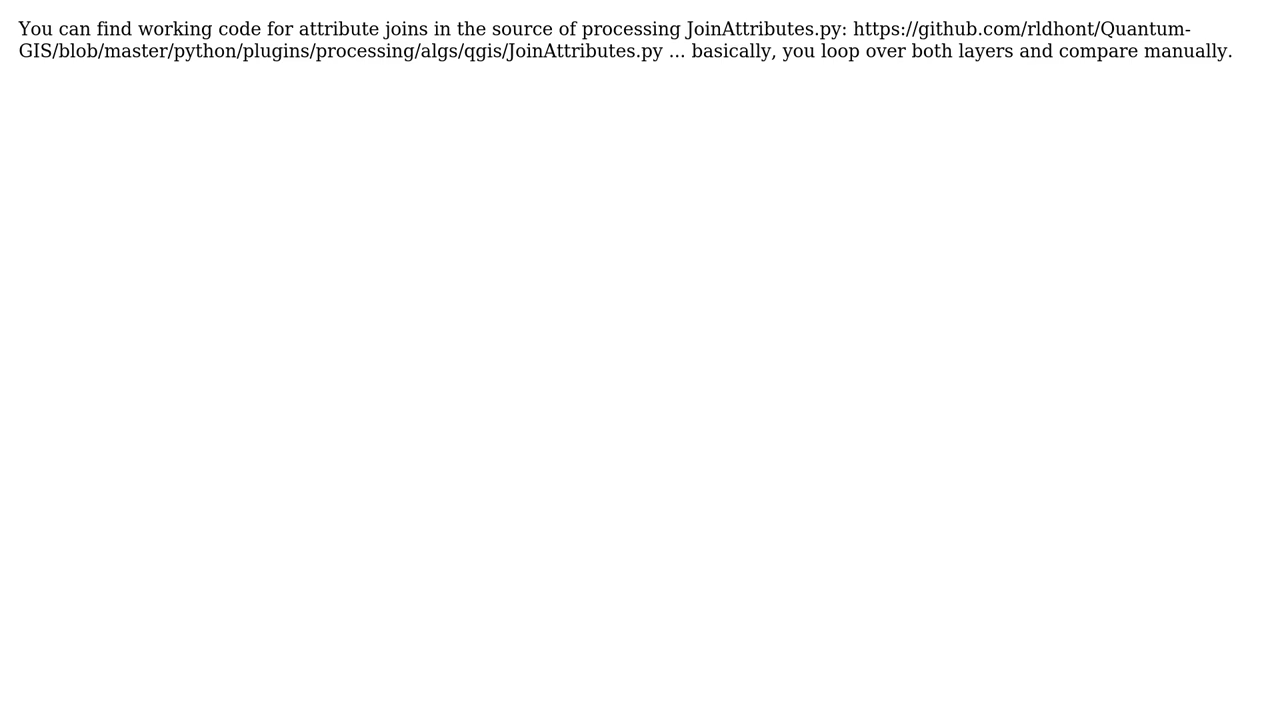 You can find working code for attribute joins in the source of processing JoinAttributes.py: https://github.com/rldhont/Quantum-
GIS/blob/master/python/plugins/processing/algs/qgis/JoinAttributes.py ... basically, you loop over both layers and compare manually.